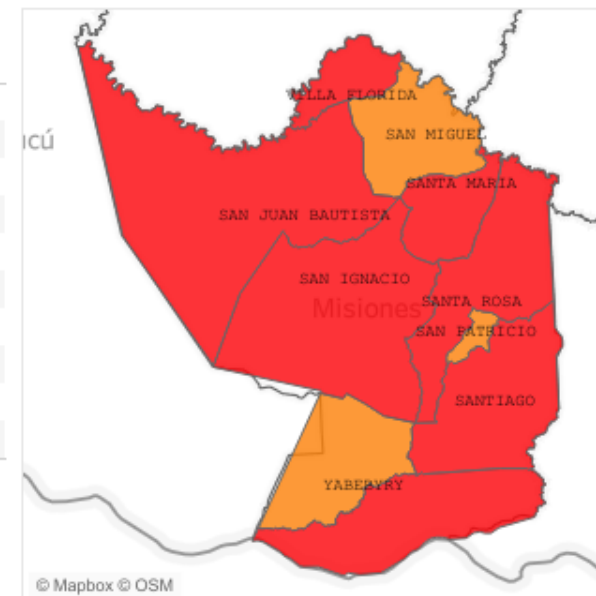 VILLA FLORIDA
icú
SAN MIGUEL
SANTA MARIA
SAN JUAN BAUTISTA
SAN IGNACIO
SANTA ROSA
Misiones
SAN PATRICIO
SANTIAGO
YABEBYRY
© Mapbox © OSM